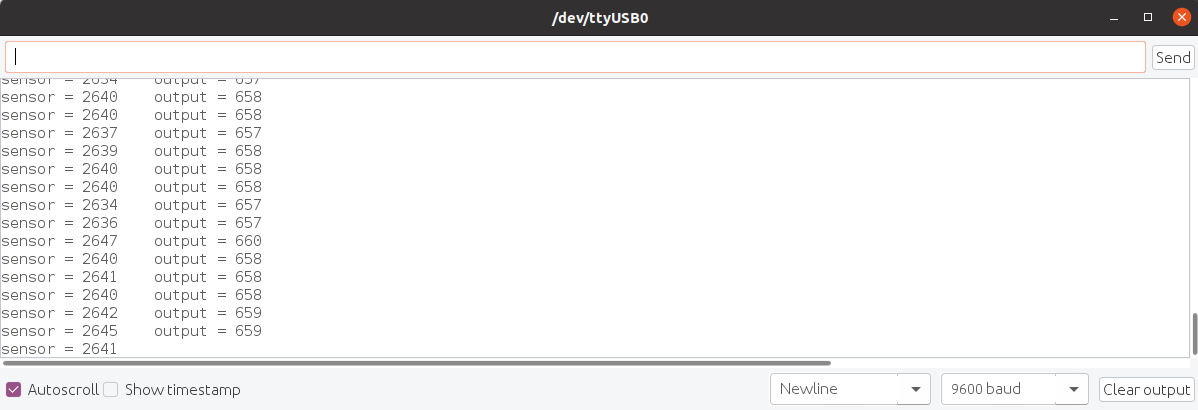 /dev/ttyUSB0
Send
sensor = 2634    output = 657
sensor = 2640    output = 658
sensor = 2640    output = 658
sensor = 2637    output = 657
sensor = 2639    output = 658
sensor = 2640    output = 658
sensor = 2640    output = 658
sensor = 2634    output = 657
sensor = 2636    output = 657
sensor = 2647    output = 660
sensor = 2640    output = 658
sensor = 2641    output = 658
sensor = 2640    output = 658
sensor = 2642    output = 659
sensor = 2645    output = 659
sensor = 2641
Autoscroll Show timestamp Newline 9600 baud Clear output